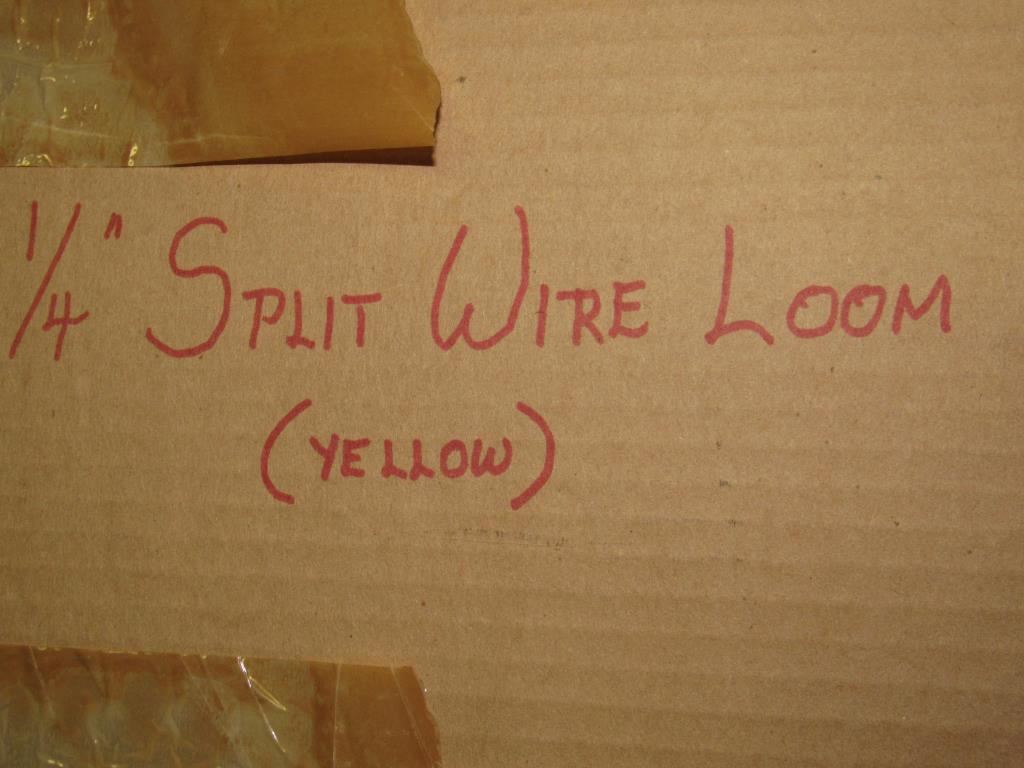 1/4" SPLIT WIRE LOOM
(YELLOW)